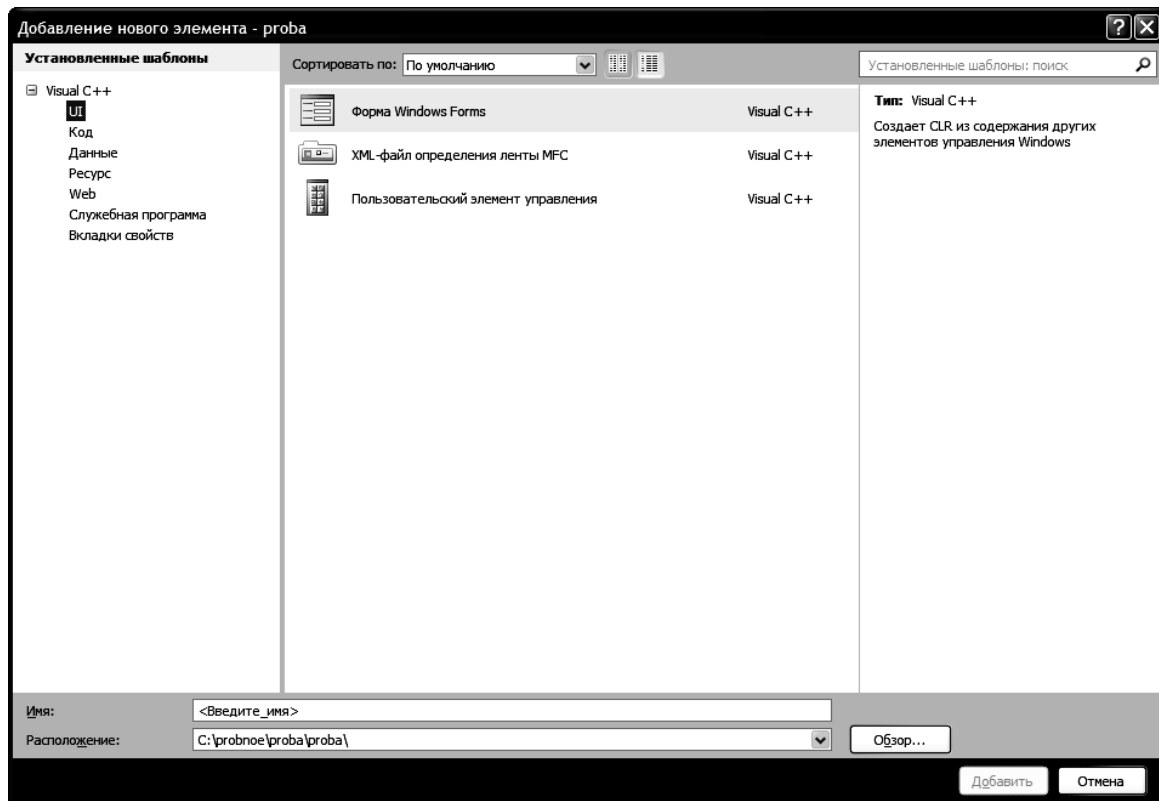 Добавление нового элемента - proba
Установленные шаблоны
Visual C++
UI
Код
Данные
Ресурс
Web
Служебная программа
Вкладки свойств
Сортировать по: По умолчанию
Форма Windows Forms Visual C++
XML-файл определения ленты MFC Visual C++
Пользовательский элемент управления Visual C++
Установленные шаблоны: поиск
Тип: Visual C++
Создает CLR из содержания других
элементов управления Windows
Имя: <Введите_имя>
Расположение: C:\probnoe\proba\proba\ Обзор...
Добавить Отмена